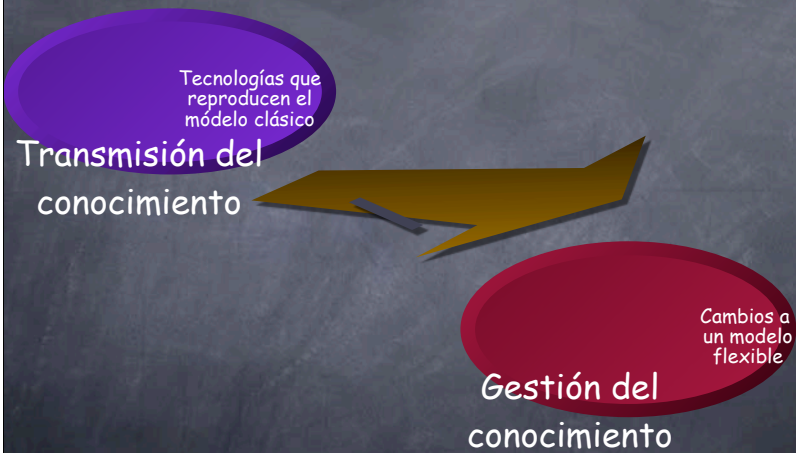 Tecnologías que
reproducen el
módelo clásico
Transmisión del
conocimiento
Cambios a
un modelo
flexible
Gestión del
conocimiento